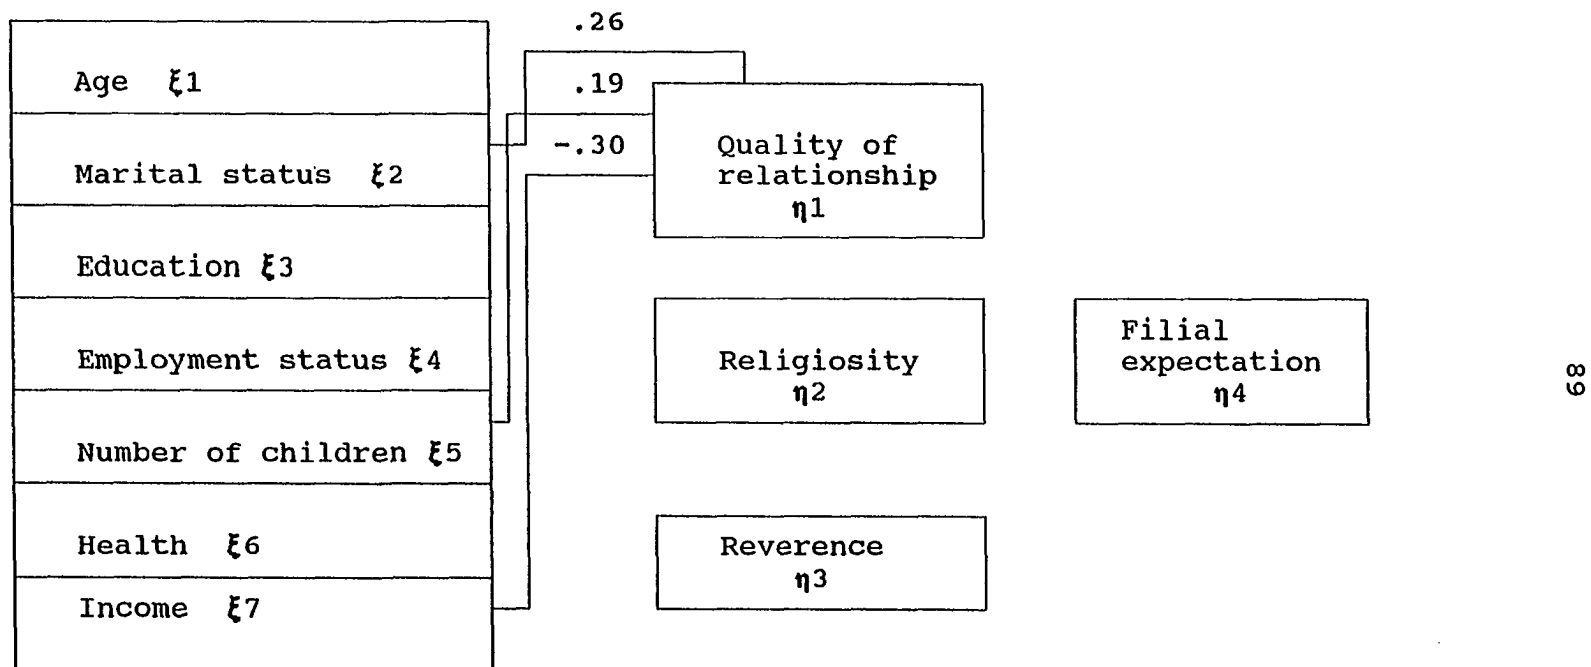 .26
.19
-.30
Age ξ1
Marital status ξ2
Education ξ3
Employment status ξ4
Number of children ξ5
Health ξ6
Income ξ7
Quality of
relationship
η1
Religiosity
η2
Reverence
η3
Filial
expectation
η4
89